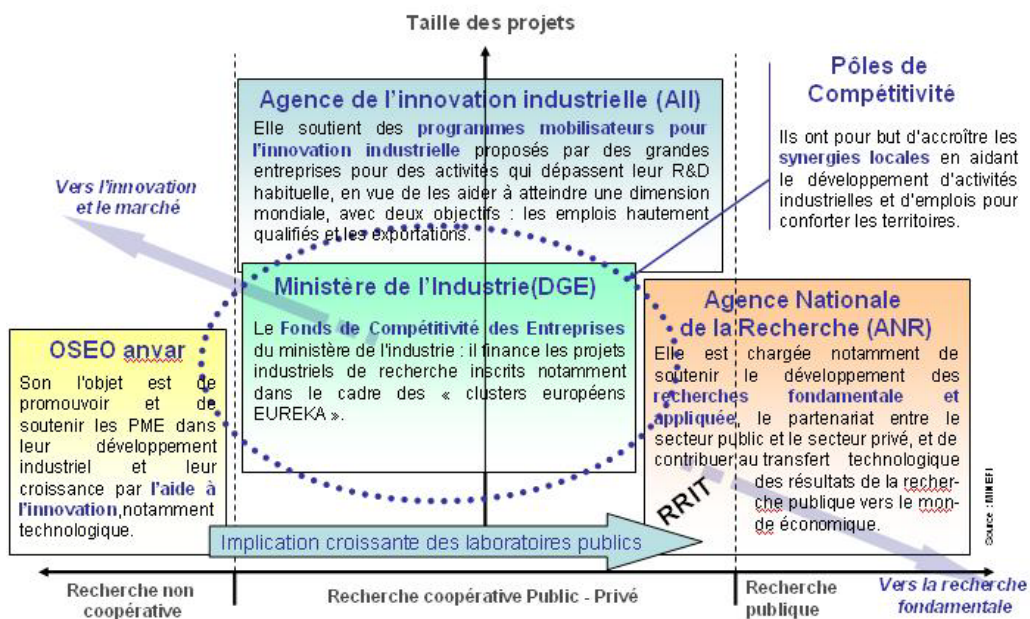 Taille des projets
Agence de l'innovation industrielle (AII)
Elle soutient des programmes mobilisateurs pour
l'innovation industrielle proposés par des grandes
entreprises pour des activités qui dépassent leur R&D
habituelle, en vue de les aider à atteindre une dimension
mondiale, avec deux objectifs : les emplois hautement
qualifiés et les exportations.
Pôles de
Compétitivité
Ils ont pour but d'accroître les
synergies locales en aidant
le développement d'activités
industrielles et d'emplois pour
conforter les territoires.
Vers l'innovation
et le marché
Ministère de l'Industrie(DGE)
Le Fonds de Compétitivité des Entreprises
du ministère de l'industrie : il finance les projets
industriels de recherche inscrits notamment
dans le cadre des « clusters européens
EUREKA ».
OSEO anvar
Son l'objet est de
promouvoir et de
soutenir les PME dans
leur développement
industriel et leur
croissance par l'aide à
l'innovation,notamment
technologique.
Agence Nationale
de la Recherche (ANR)
Elle est chargée notamment de
soutenir le développement des
recherches fondamentale et
appliquée, le partenariat entre le
secteur public et le secteur privé, et de
contribuer au transfert technologique
des résultats de la recher-
che publique vers le mon-
de économique.
RRIT
Source : MINEFI
Implication croissante des laboratoires publics
Recherche non
coopérative
Recherche coopérative Public - Privé
Recherche
publique
Vers la recherche
fondamentale